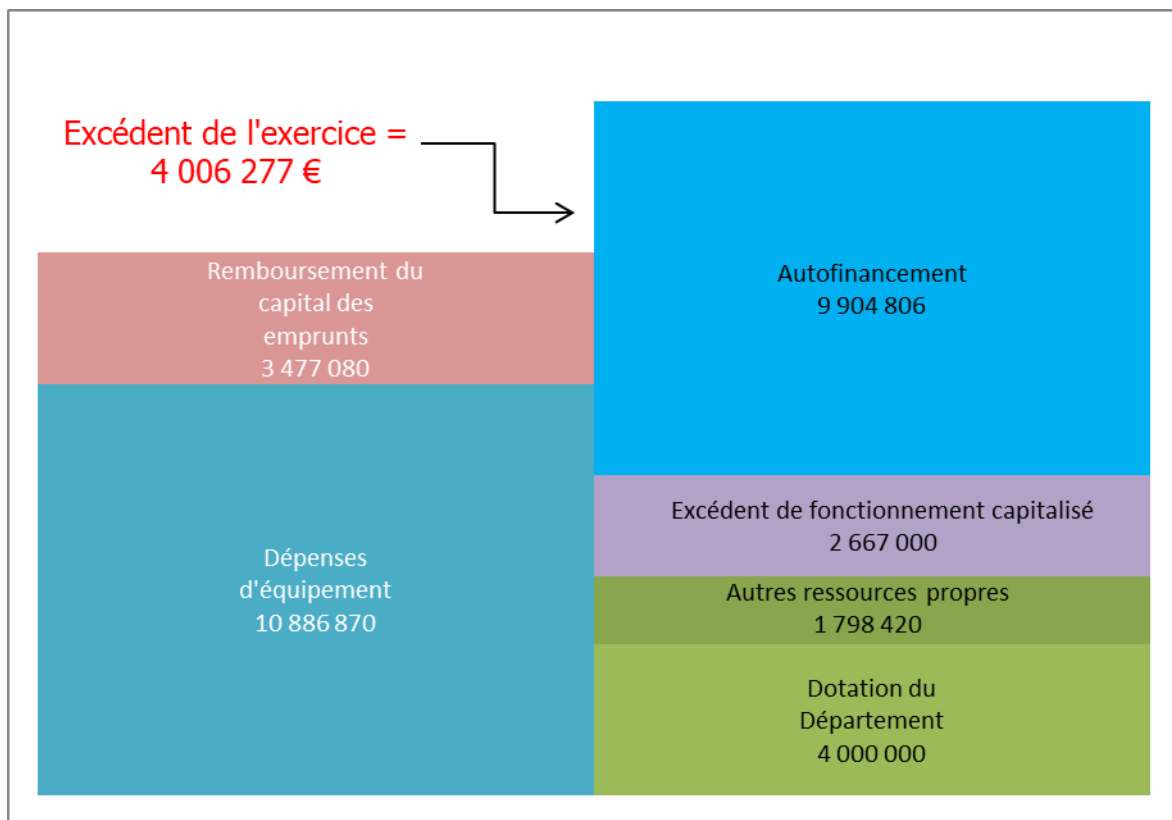 Excédent de l'exercice =
4 006 277 €
Remboursement du
capital des
emprunts
3 477 080
Dépenses
d'équipement
10 886 870
Autofinancement
9 904 806
Excédent de fonctionnement capitalisé
2 667 000
Autres ressources propres
1 798 420
Dotation du
Département
4 000 000